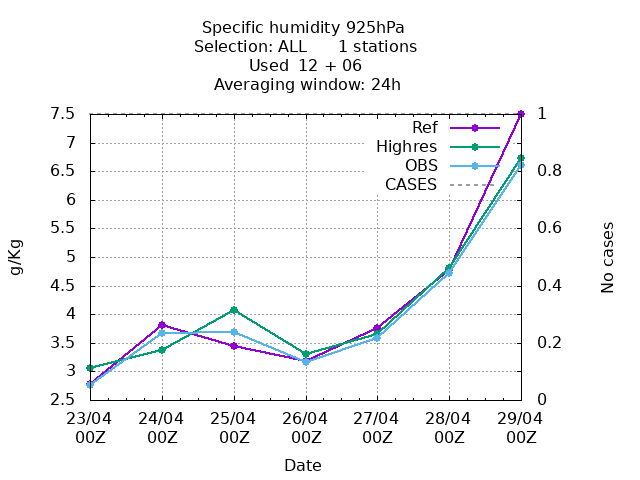 Specific humidity 925hPa
Selection: ALL 1 stations
Used 12 + 06
Averaging window: 24h
7.5
7
6.5
6
5.5
5
4.5
4
3.5
3
2.5
g/Kg
Ref
Highres
OBS
CASES
1
0.8
0.6
0.4
0.2
0
No cases
23/04 24/04 25/04 26/04 27/04 28/04 29/04
00Z 00Z 00Z 00Z 00Z 00Z 00Z
Date